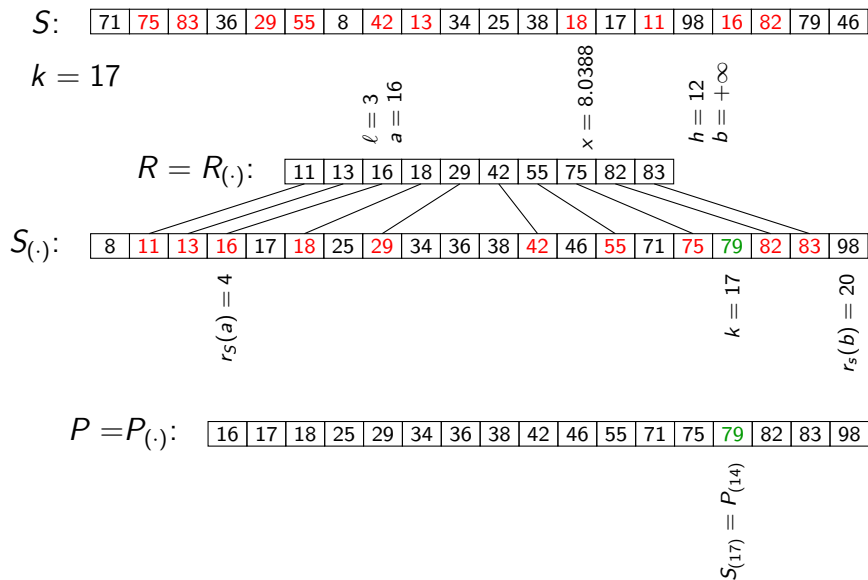 S: 71 75 83 36 29 55 8 42 13 34 25 38 18 17 11 98 16 82 79 46
k = 17
ℓ = 3
a = 16
x = 8.0388
h = 12
b = +∞
R = R(·): 11 13 16 18 29 42 55 75 82 83
S(·): 8 11 13 16 17 18 25 29 34 36 38 42 46 55 71 75 79 82 83 98
rS(a) = 4
k = 17
rs(b) = 20
P =P(·): 16 17 18 25 29 34 36 38 42 46 55 71 75 79 82 83 98
S(17) = P(14)